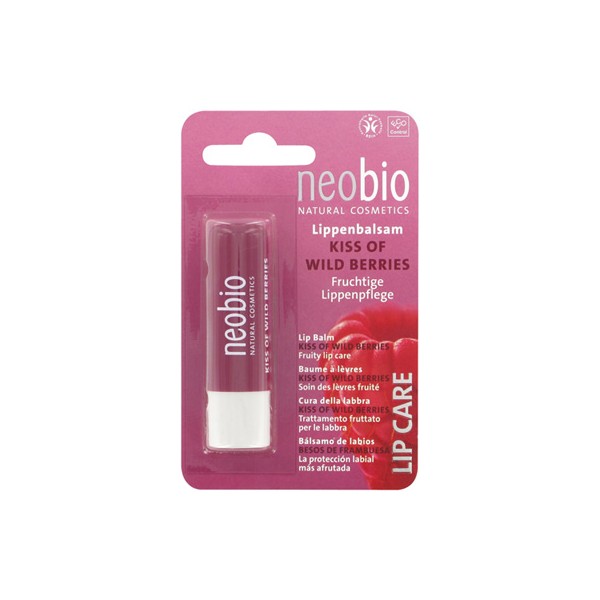 neobio
NATURAL COSMETICS
Lippenbalsam
KISS OF
WILD BERRIES
Fruchtige
Lippenpflege
Lip Balm
KISS OF WILD BERRIES
Fruity lip care
Baume à lèvres
KISS OF WILD BERRIES
Soin des lèvres fruité
Cura della labbra
KISS OF WILD BERRIES
Trattamento fruttato
per le labbra
Bálsamo de labios
BESOS DE FRAMBUESA
La protección labial
más afrutada
LIP CARE
neobio
NATURAL COSMETICS
KISS OF WILD BERRIES